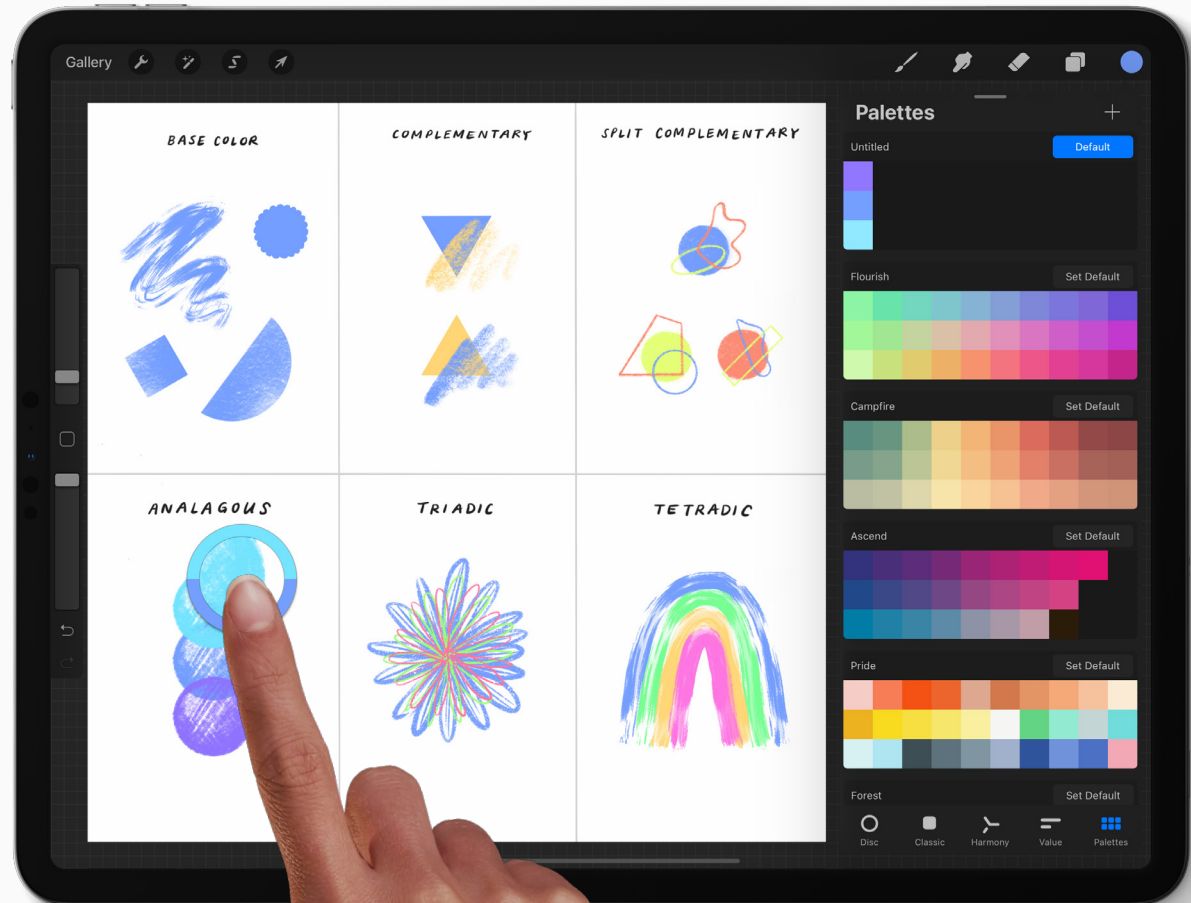 Gallery
BASE COLOR
COMPLEMENTARY
SPLIT COMPLEMENTARY
ANALAGOUS
TRIADIC
TETRADIC
Palettes
Untitled
Default
Flourish
Set Default
Campfire
Set Default
Ascend
Set Default
Pride
Set Default
Forest
Set Default
Disc
Classic
Harmony
Value
Palettes